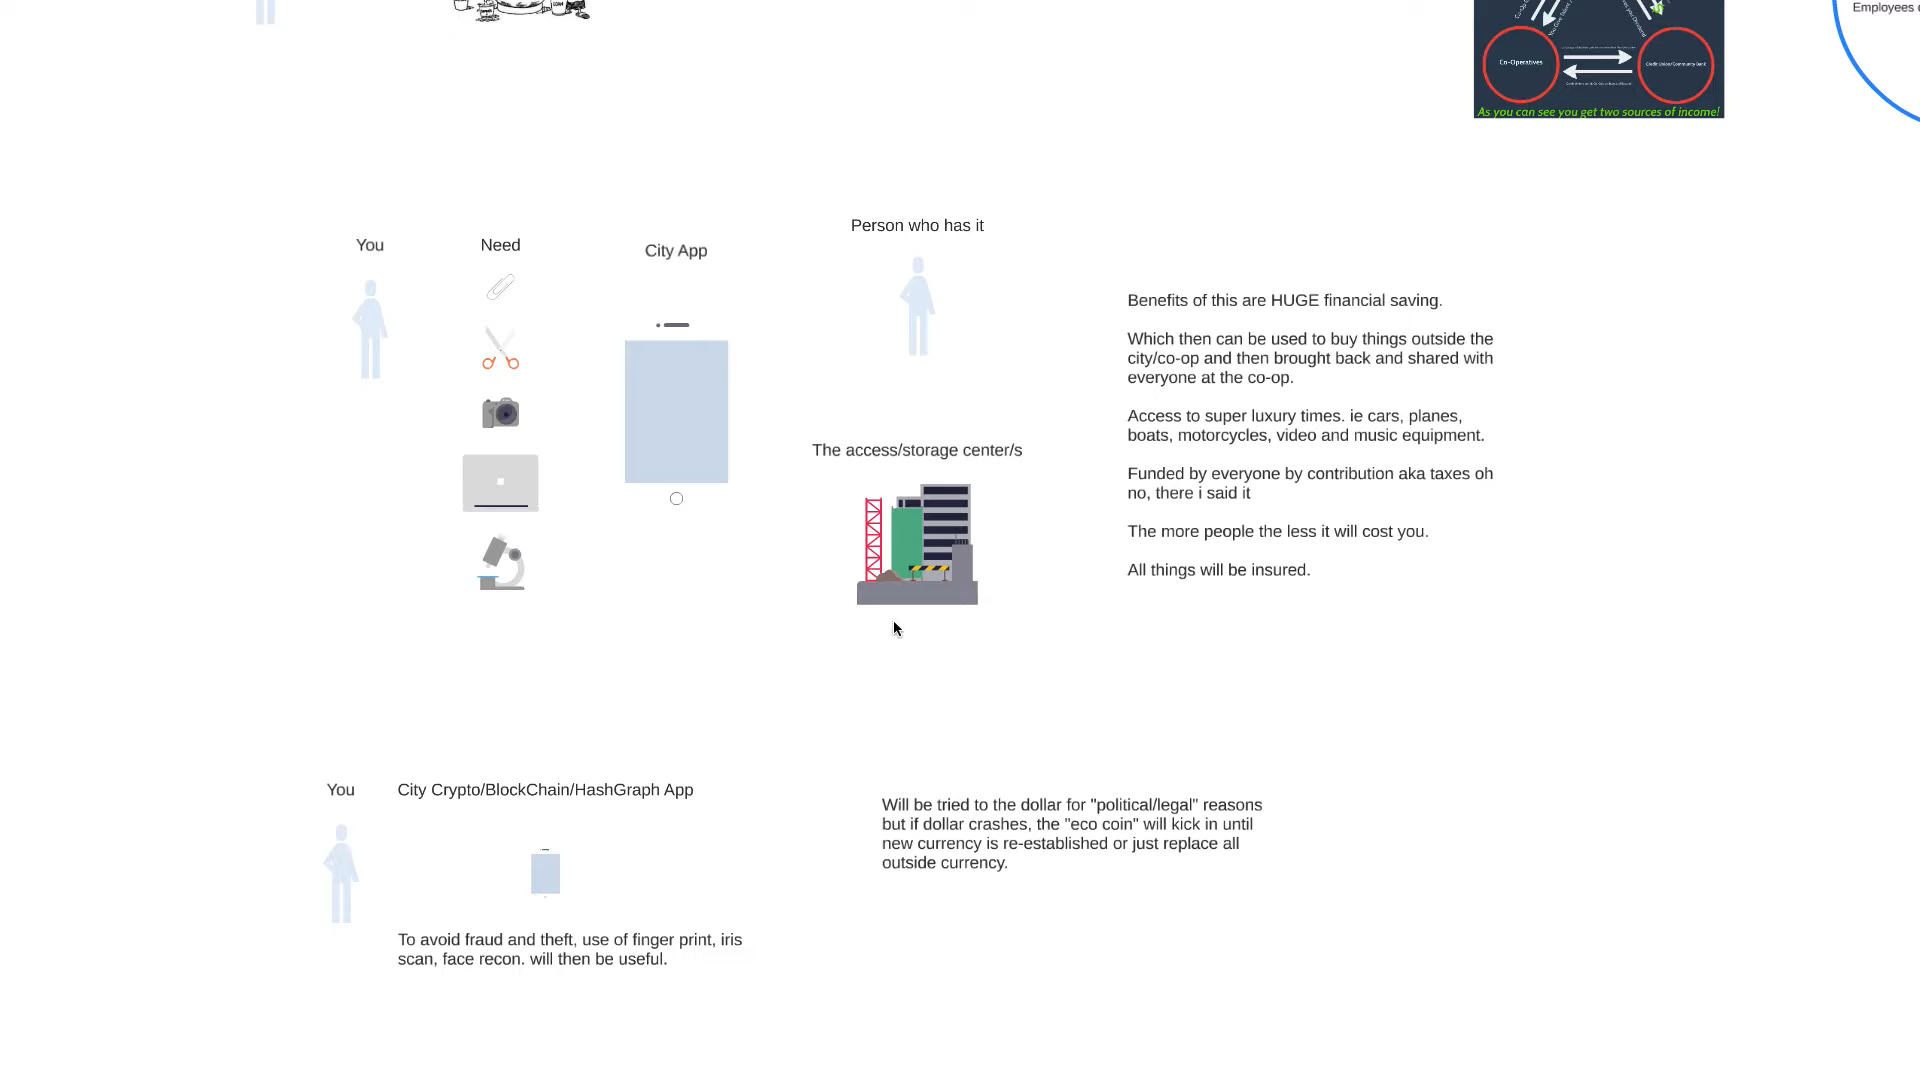 Employees
Co-Operatives
Credit Union/Community Bank
As you can see you get two sources of income!
You
Need
City App
Person who has it
The access/storage center/s
Benefits of this are HUGE financial saving.
Which then can be used to buy things outside the
city/co-op and then brought back and shared with
everyone at the co-op.
Access to super luxury times. ie cars, planes,
boats, motorcycles, video and music equipment.
Funded by everyone by contribution aka taxes oh
no, there i said it
The more people the less it will cost you.
All things will be insured.
You
City Crypto/BlockChain/HashGraph App
To avoid fraud and theft, use of finger print, iris
scan, face recon. will then be useful.
Will be tried to the dollar for "political/legal" reasons
but if dollar crashes, the "eco coin" will kick in until
new currency is re-established or just replace all
outside currency.